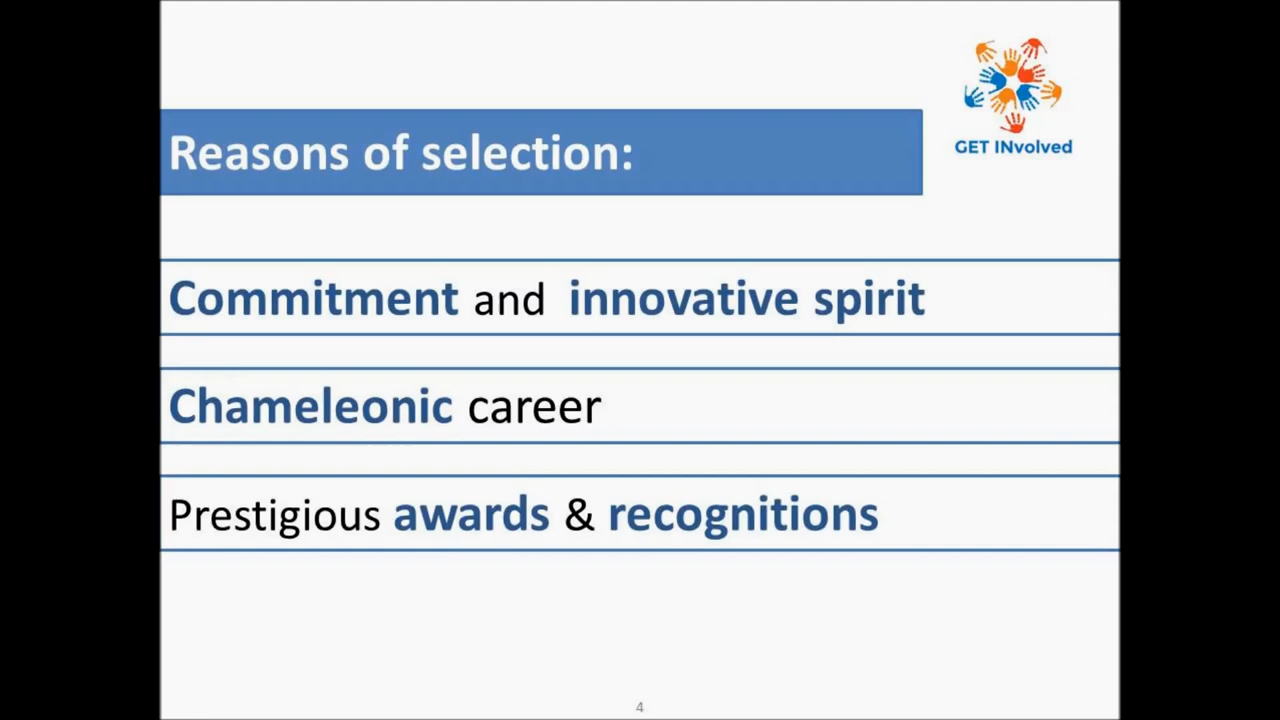 GET INvolved
Reasons of selection:
Commitment and innovative spirit
Chameleonic career
Prestigious awards & recognitions
4